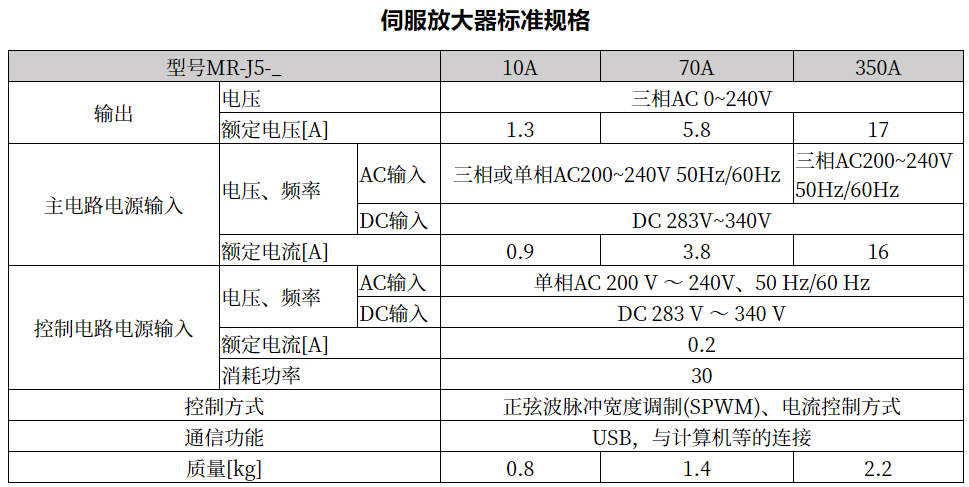 伺服放大器标准规格
型号MR-J5-_ 10A 70A 350A
输出 电压 三相AC 0~240V
额定电压[A] 1.3 5.8 17
主电路电源输入 电压、频率 AC输入 三相或单相AC200~240V 50Hz/60Hz 三相AC200~240V
50Hz/60Hz
DC输入 DC 283V~340V
额定电流[A] 0.9 3.8 16
控制电路电源输入 电压、频率 AC输入 单相AC 200 V ～ 240V、50 Hz/60 Hz
DC输入 DC 283 V ～ 340 V
额定电流[A] 0.2
消耗功率 30
控制方式 正弦波脉冲宽度调制(SPWM)、电流控制方式
通信功能 USB，与计算机等的连接
质量[kg] 0.8 1.4 2.2